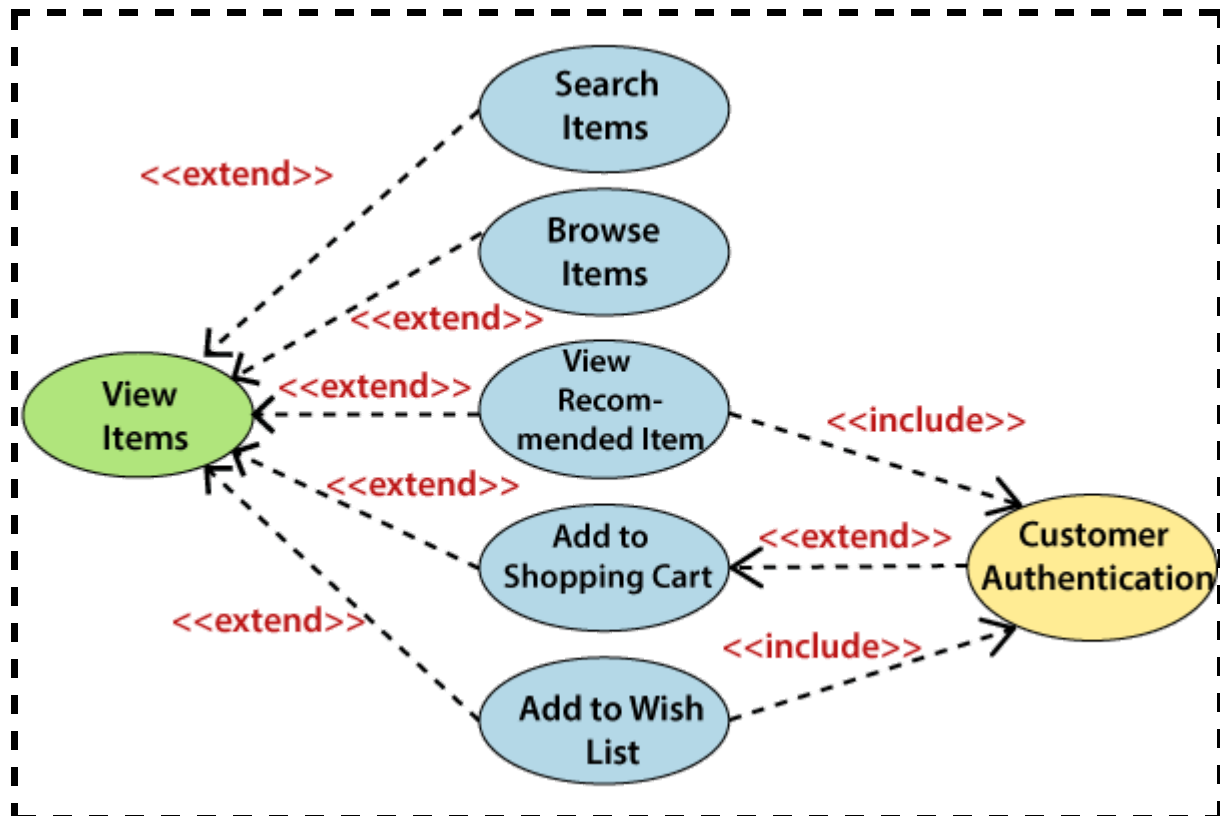 Search
Items
<<extend>>
Browse
Items
<<extend>>
View
Recom-
mended Item
<<extend>>
View
Items
<<include>>
<<extend>>
Add to
Shopping Cart
<<extend>>
Customer
Authentication
<<extend>>
<<include>>
Add to Wish
List